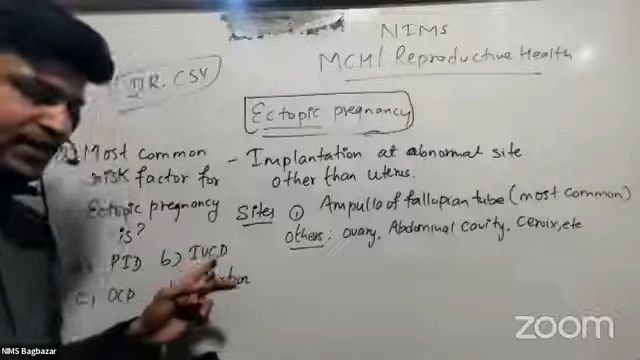 NIMS
MCH/ Reproductive Health
DR. CSY
Ectopic pregnancy
Most common
risk factor for
Ectopic pregnancy
is?
PID b) IUCD
c) OCP
- Implantation at abnormal site
other than uterus.
Sites ① Ampulla of fallopian tube (most common)
Others: ovary, Abdominal cavity, Cervix, etc
zoom
NIMS Bagbazar